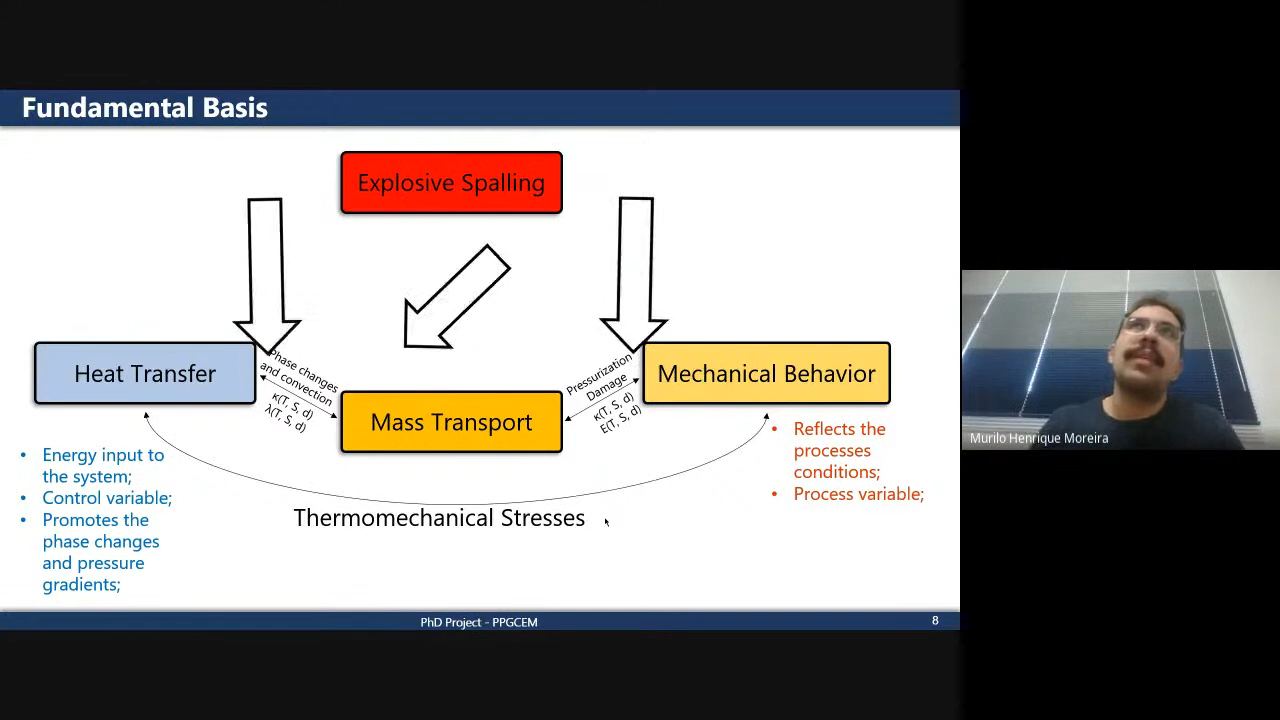 Fundamental Basis
Explosive Spalling
Heat Transfer
Phase changes
and convection
κ(T, S, d)
λ(T, S, d)
Mass Transport
Pressurization
Damage
κ(T, S, d)
E(T, S, d)
Mechanical Behavior
• Energy input to
the system;
• Control variable;
• Promotes the
phase changes
and pressure
gradients;
• Reflects the
processes
conditions;
• Process variable;
Thermomechanical Stresses
PhD Project - PPGCEM
8
Murilo Henrique Moreira